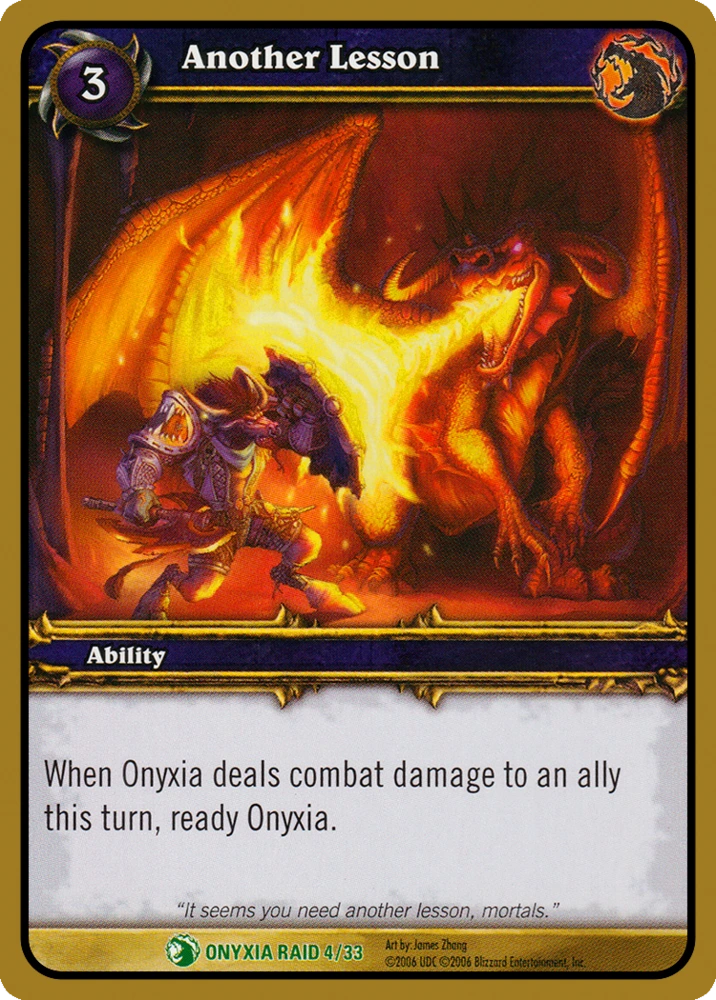 3
Another Lesson
Ability
When Onyxia deals combat damage to an ally
this turn, ready Onyxia.
“It seems you need another lesson, mortals.”
ONYXIA RAID 4/33
Art by: James Zhang
©2006 UDC ©2006 Blizzard Entertainment, Inc.